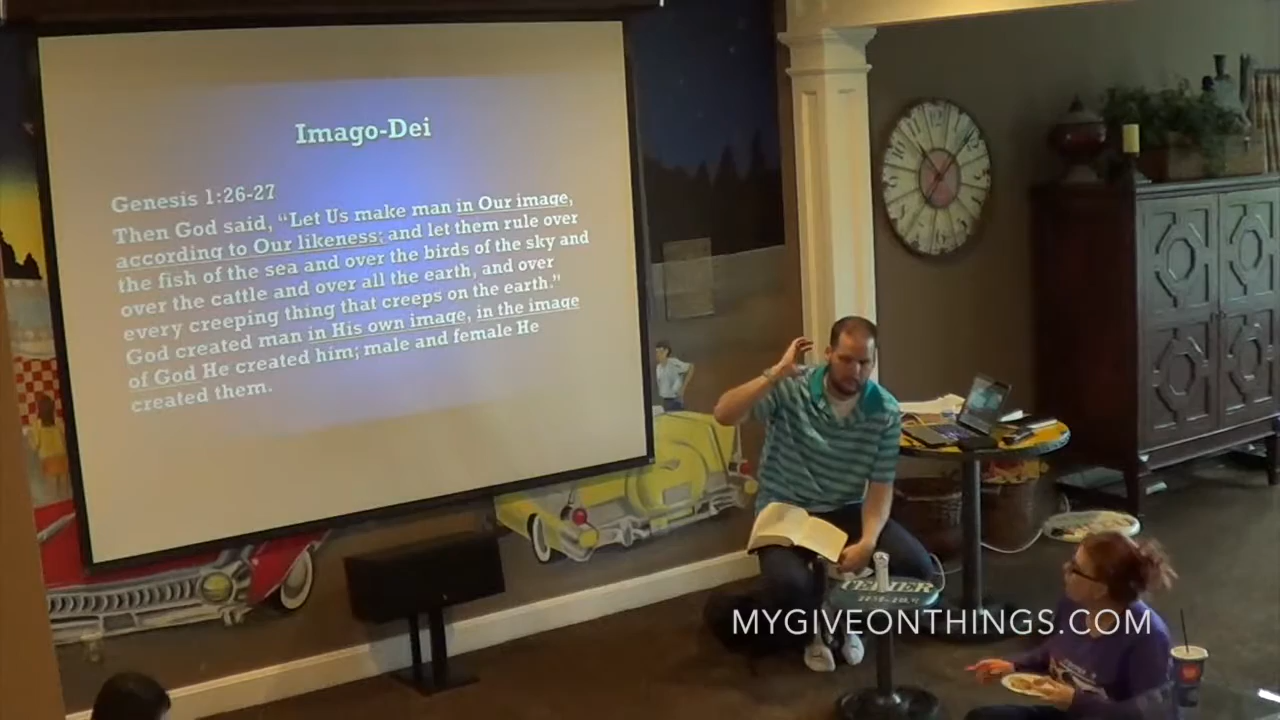 Imago-Dei
Genesis 1:26-27
Then God said, “Let Us make man in Our image,
according to Our likeness; and let them rule over
the fish of the sea and over the birds of the sky and
over the cattle and over all the earth, and over
every creeping thing that creeps on the earth.”
God created man in His own image, in the image
of God He created him; male and female He
created them.
MYGIVEONTHINGS.COM